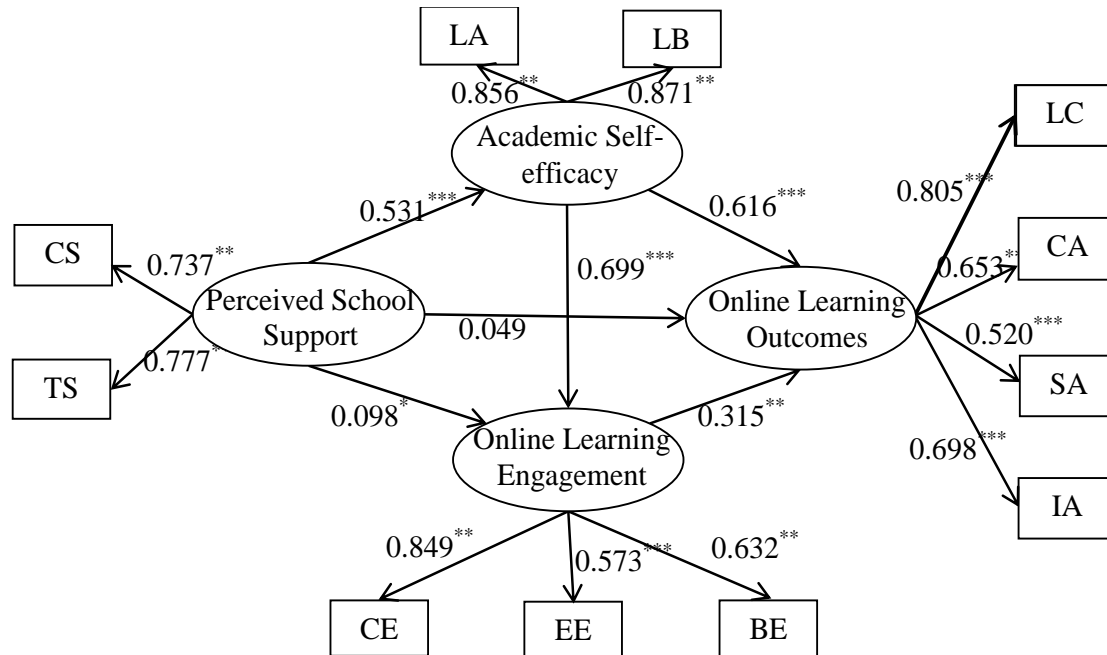 LA
LB
0.856**
0.871**
LC
Academic Self-
efficacy
0.805***
0.531***
0.616***
CS
0.737**
CA
0.653**
0.699***
Perceived School
Support
0.049
Online Learning
Outcomes
0.520***
TS
0.777*
SA
0.098*
0.315**
Online Learning
Engagement
0.698***
IA
0.849**
0.573***
0.632**
CE
EE
BE